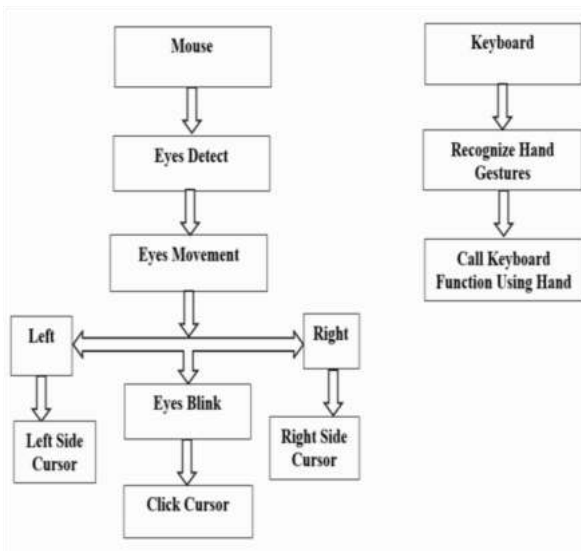 Mouse
Eyes Detect
Eyes Movement
Left
Right
Eyes Blink
Left Side
Cursor
Right Side
Cursor
Click Cursor
Keyboard
Recognize Hand
Gestures
Call Keyboard
Function Using Hand